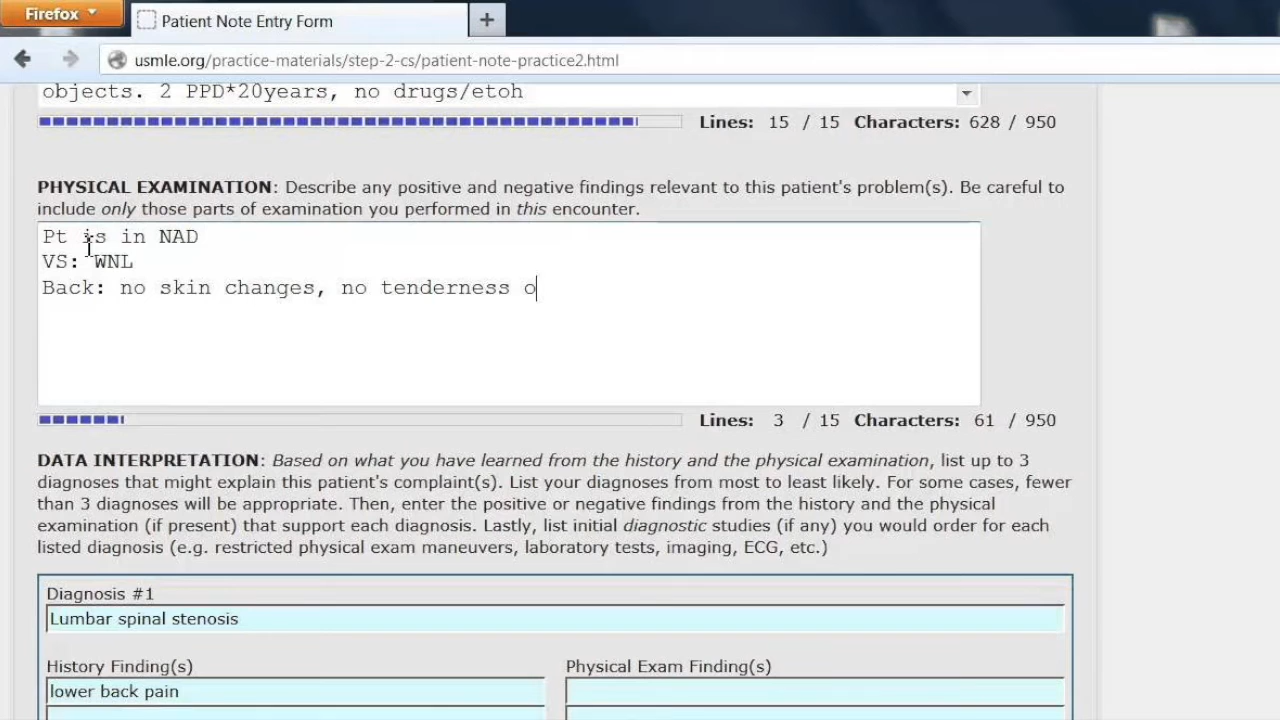 Firefox
Patient Note Entry Form
usmle.org/practice-materials/step-2-cs/patient-note-practice2.html
objects. 2 PPD*20years, no drugs/etoh
Lines: 15 / 15 Characters: 628 / 950
PHYSICAL EXAMINATION: Describe any positive and negative findings relevant to this patient's problem(s). Be careful to
include only those parts of examination you performed in this encounter.
Pt is in NAD
VS: WNL
Back: no skin changes, no tenderness o
Lines: 3 / 15 Characters: 61 / 950
DATA INTERPRETATION: Based on what you have learned from the history and the physical examination, list up to 3
diagnoses that might explain this patient's complaint(s). List your diagnoses from most to least likely. For some cases, fewer
than 3 diagnoses will be appropriate. Then, enter the positive or negative findings from the history and the physical
examination (if present) that support each diagnosis. Lastly, list initial diagnostic studies (if any) you would order for each
listed diagnosis (e.g. restricted physical exam maneuvers, laboratory tests, imaging, ECG, etc.)
Diagnosis #1
Lumbar spinal stenosis
History Finding(s) Physical Exam Finding(s)
lower back pain